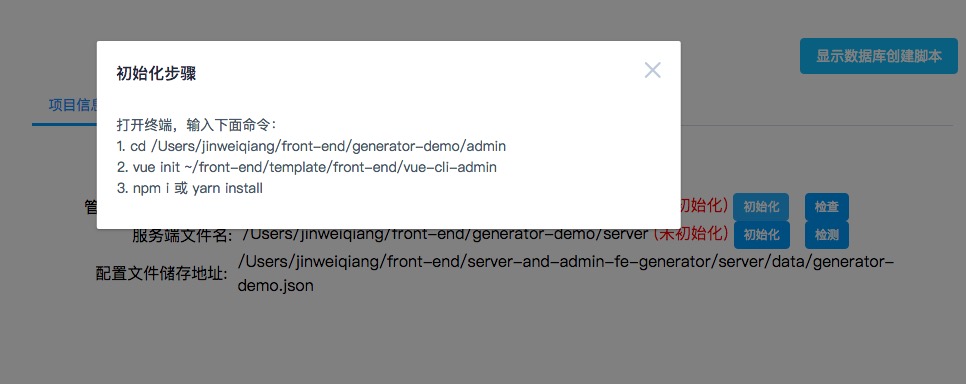 显示数据库创建脚本
初始化步骤
项目信息
打开终端，输入下面命令：
1. cd /Users/jinweiqiang/front-end/generator-demo/admin
2. vue init ~/front-end/template/front-end/vue-cli-admin
3. npm i 或 yarn install
管 初始化) 初始化 检查
服务端文件名: /Users/jinweiqiang/front-end/generator-demo/server (未初始化) 初始化 检测
配置文件储存地址: /Users/jinweiqiang/front-end/server-and-admin-fe-generator/server/data/generator-
demo.json